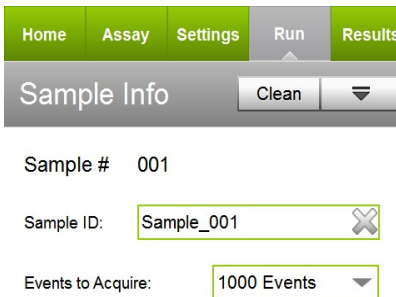 Home Assay Settings Run Results
Sample Info Clean
Sample # 001
Sample ID: Sample_001
Events to Acquire: 1000 Events